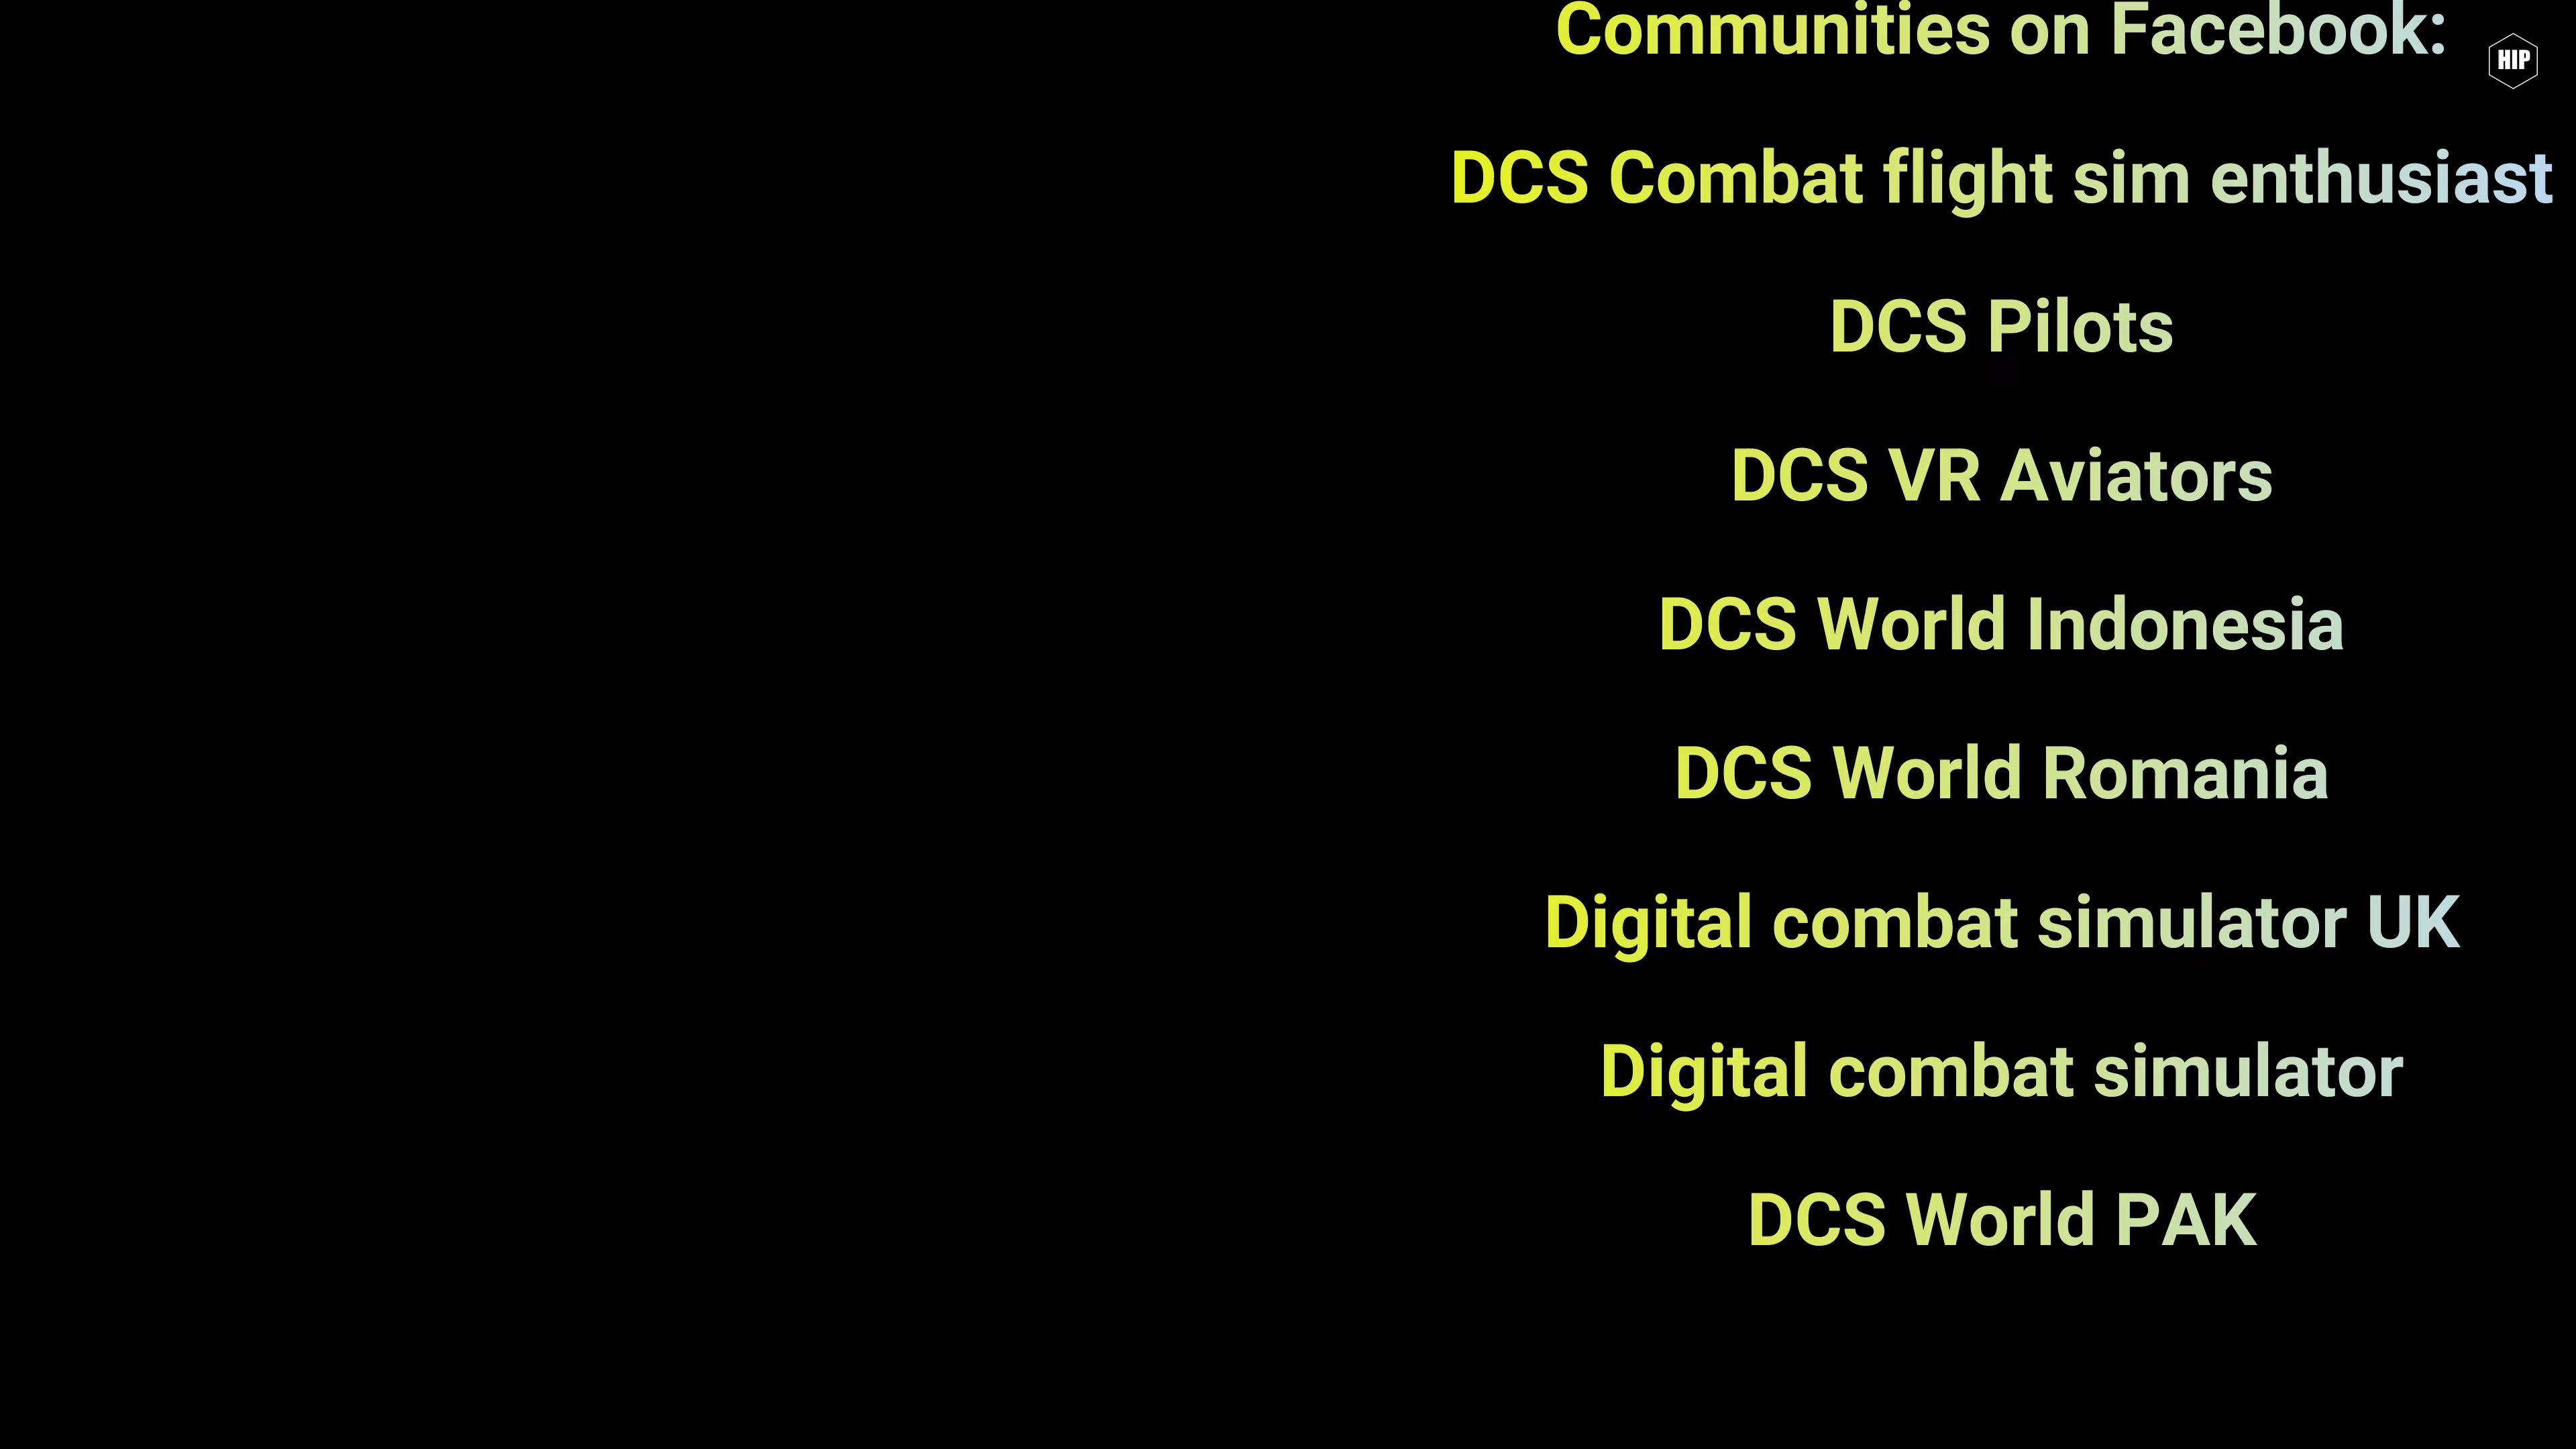 Communities on Facebook:
HIP
DCS Combat flight sim enthusiast
DCS Pilots
DCS VR Aviators
DCS World Indonesia
DCS World Romania
Digital combat simulator UK
Digital combat simulator
DCS World PAK